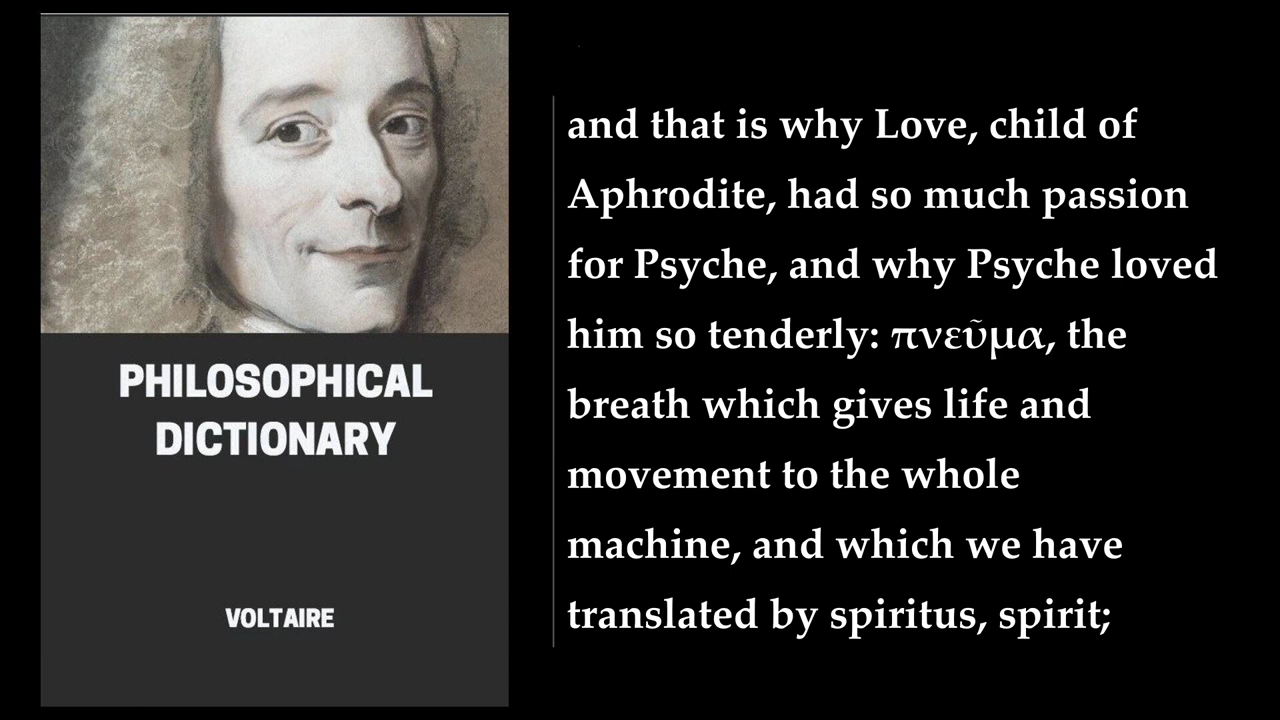 PHILOSOPHICAL
DICTIONARY
VOLTAIRE
and that is why Love, child of
Aphrodite, had so much passion
for Psyche, and why Psyche loved
him so tenderly: πνεῦμα, the
breath which gives life and
movement to the whole
machine, and which we have
translated by spiritus, spirit;